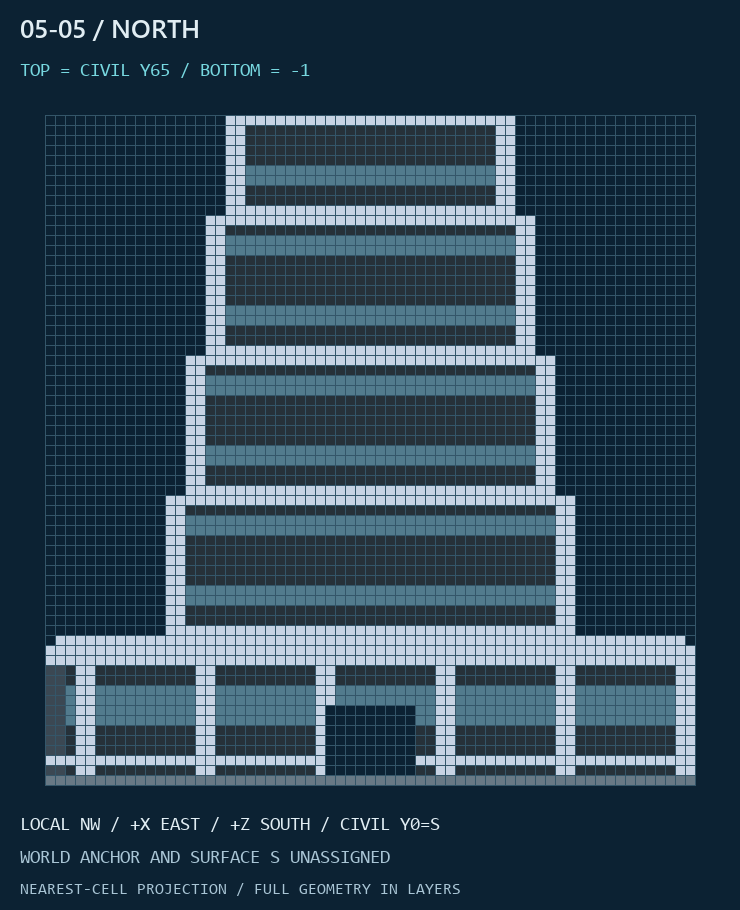 05-05 / NORTH
TOP = CIVIL Y65 / BOTTOM = -1
LOCAL NW / +X EAST / +Z SOUTH / CIVIL Y0=S
WORLD ANCHOR AND SURFACE S UNASSIGNED
NEAREST-CELL PROJECTION / FULL GEOMETRY IN LAYERS